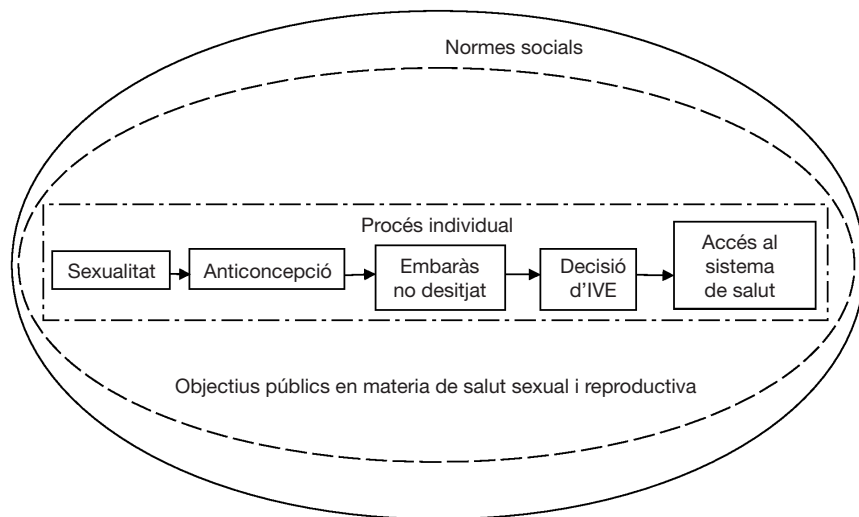 Normes socials
Procés individual
Sexualitat
Anticoncepció
Embaràs
no desitjat
Decisió
d'IVE
Accés al
sistema
de salut
Objectius públics en materia de salut sexual i reproductiva